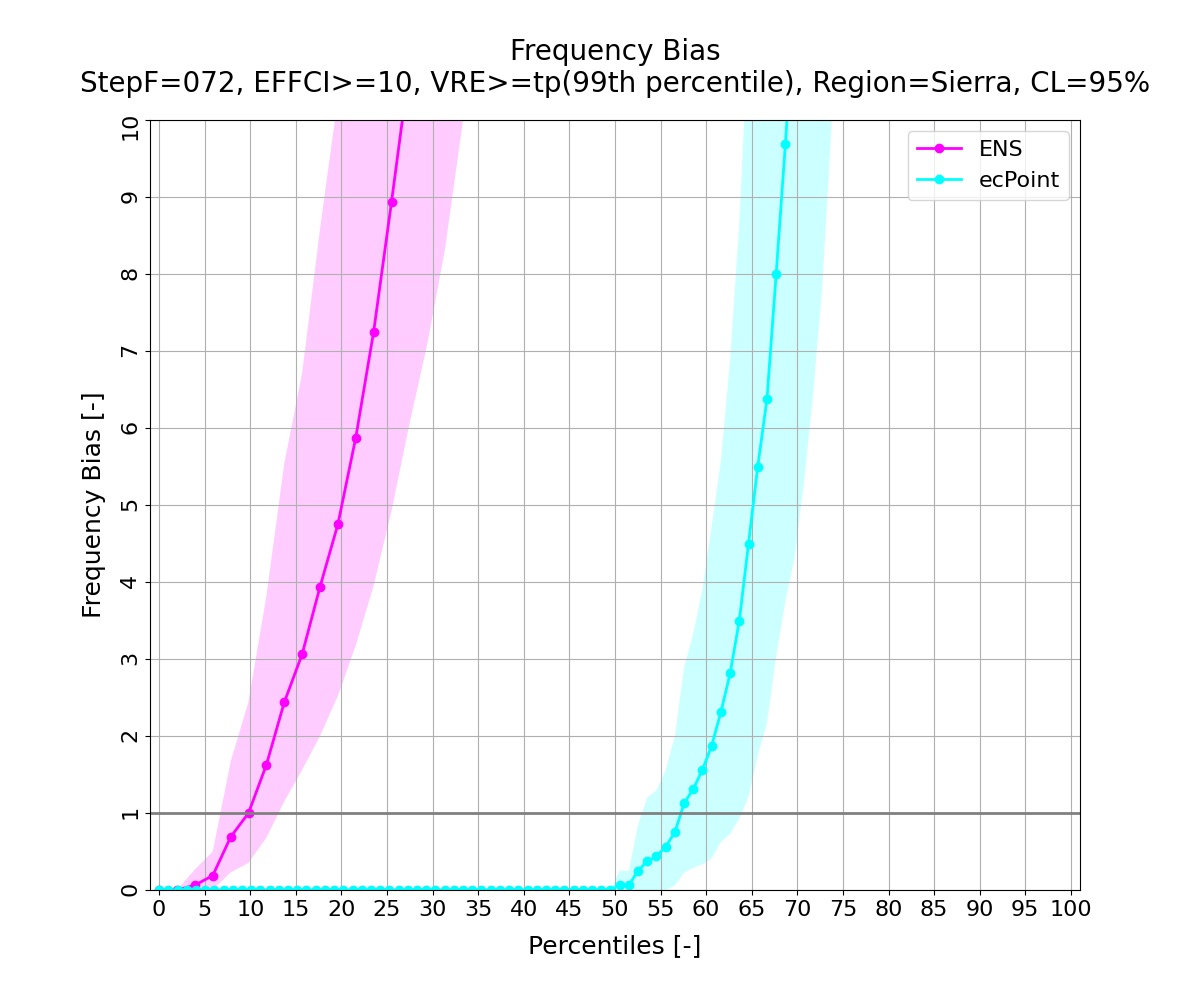 Frequency Bias
StepF=072, EFFCI>=10, VRE>=tp(99th percentile), Region=Sierra, CL=95%
ENS
ecPoint
Frequency Bias [-]
10
9
8
7
6
5
4
3
2
1
0
0 5 10 15 20 25 30 35 40 45 50 55 60 65 70 75 80 85 90 95 100
Percentiles [-]